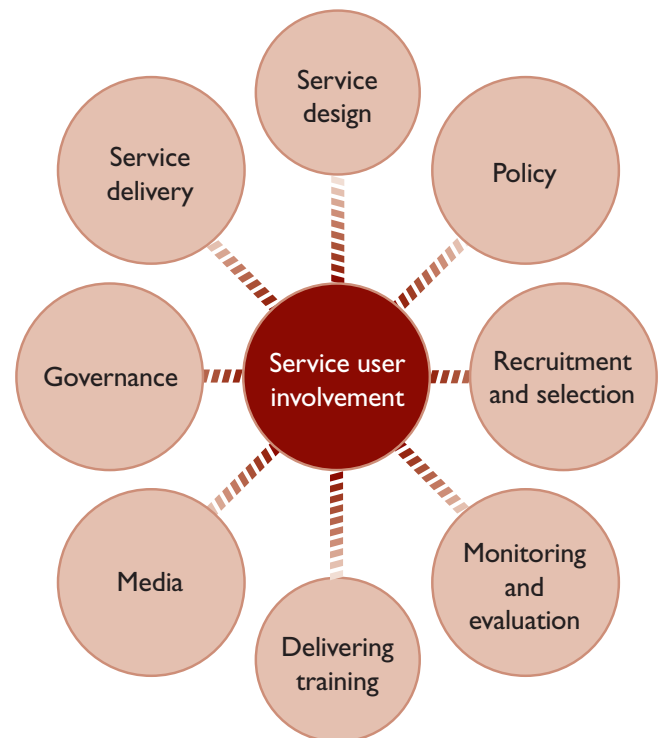 Service
design
Service
delivery
Policy
Governance
Service user
involvement
Recruitment
and selection
Media
Monitoring
and
evaluation
Delivering
training